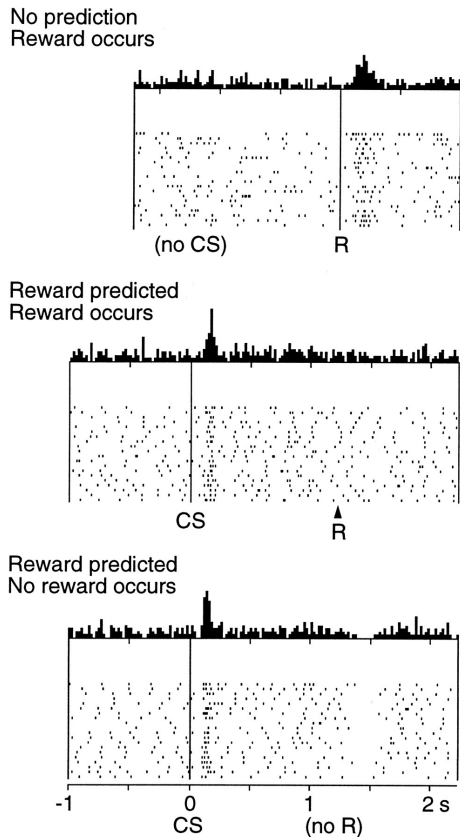 No prediction
Reward occurs
(no CS)
R
Reward predicted
Reward occurs
CS
R
Reward predicted
No reward occurs
-1
0
1
2 s
CS
(no R)